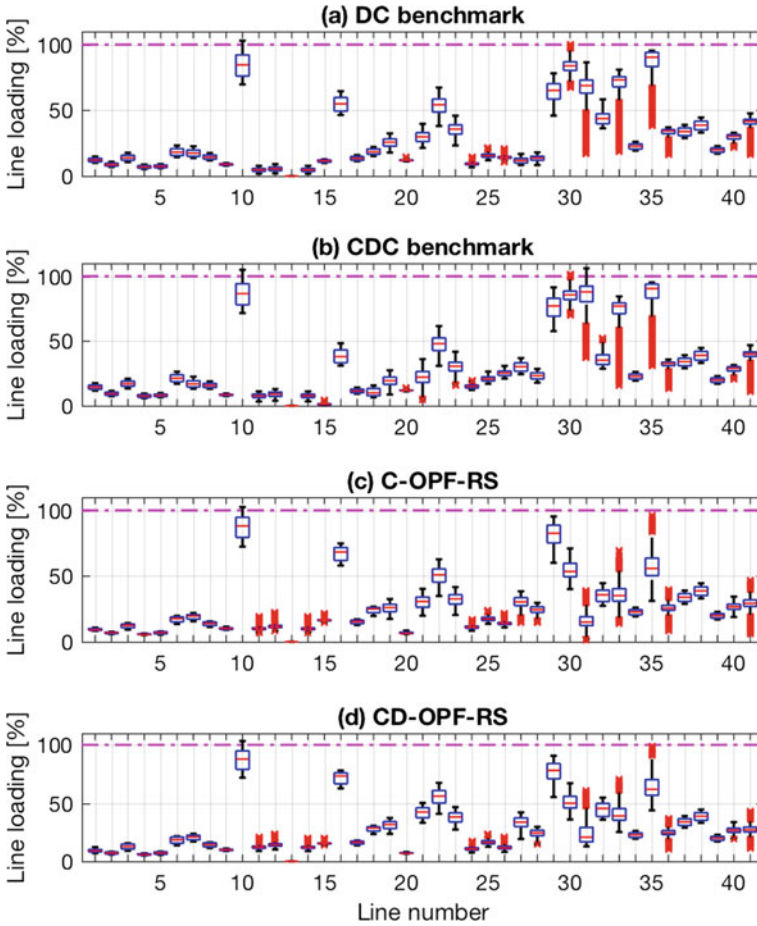 (a) DC benchmark
Line loading [%]
100
50
0
5 10 15 20 25 30 35 40
(b) CDC benchmark
Line loading [%]
100
50
0
5 10 15 20 25 30 35 40
(c) C-OPF-RS
Line loading [%]
100
50
0
5 10 15 20 25 30 35 40
(d) CD-OPF-RS
Line loading [%]
100
50
0
5 10 15 20 25 30 35 40
Line number